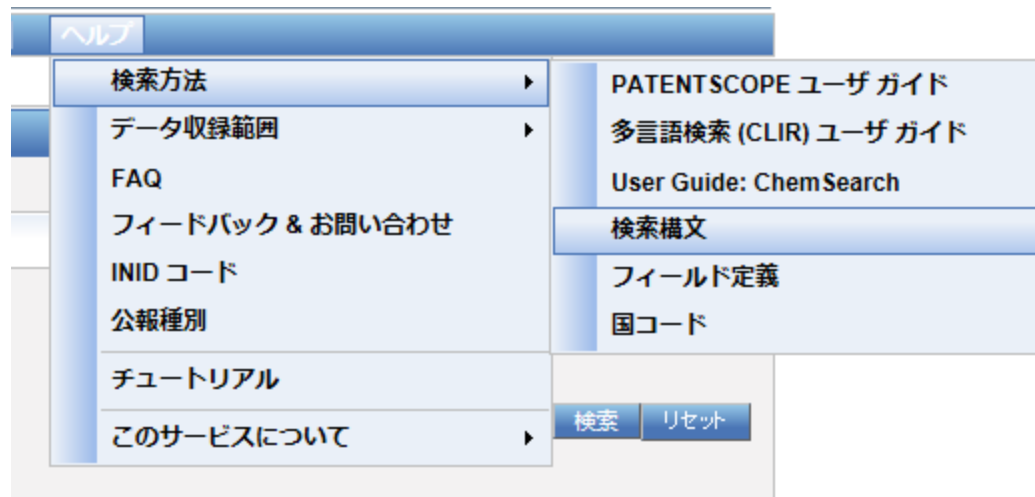 ヘルプ
検索方法
データ収録範囲
FAQ
フィードバック & お問い合わせ
INID コード
公報種別
チュートリアル
このサービスについて
PATENTSCOPE ユーザ ガイド
多言語検索 (CLIR) ユーザ ガイド
User Guide: ChemSearch
検索構文
フィールド定義
国コード
検索
リセット